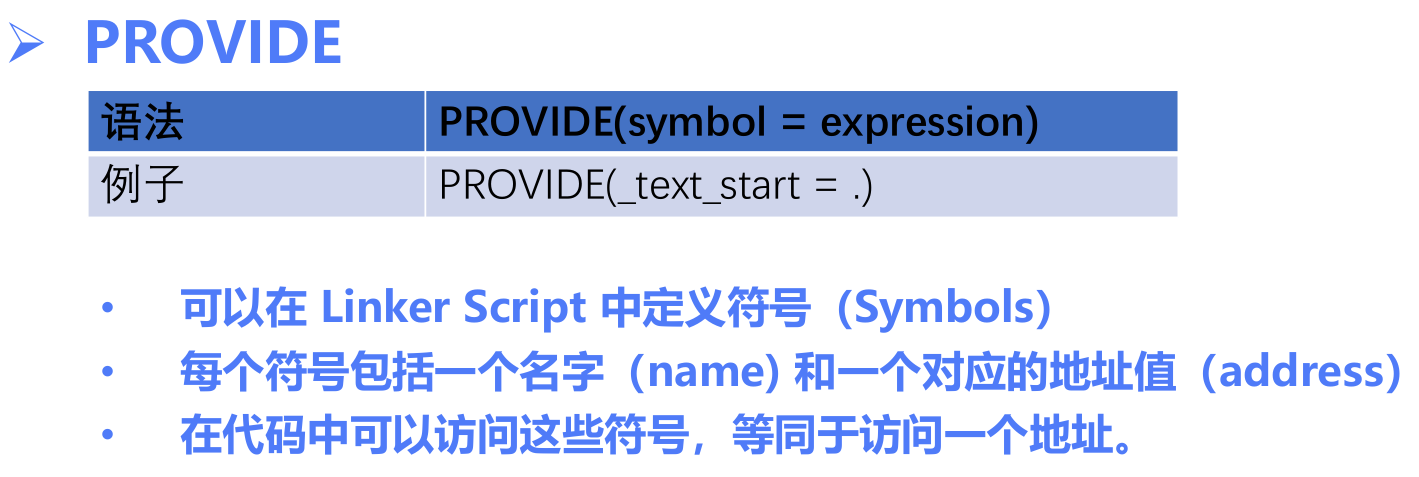 PROVIDE
语法 PROVIDE(symbol = expression)
例子 PROVIDE(_text_start = .)
• 可以在 Linker Script 中定义符号（Symbols）
• 每个符号包括一个名字（name) 和一个对应的地址值（address）
• 在代码中可以访问这些符号，等同于访问一个地址。